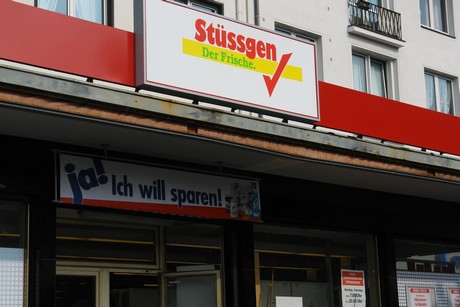 Stüssgen
Der Frische.
ja! Ich will sparen!